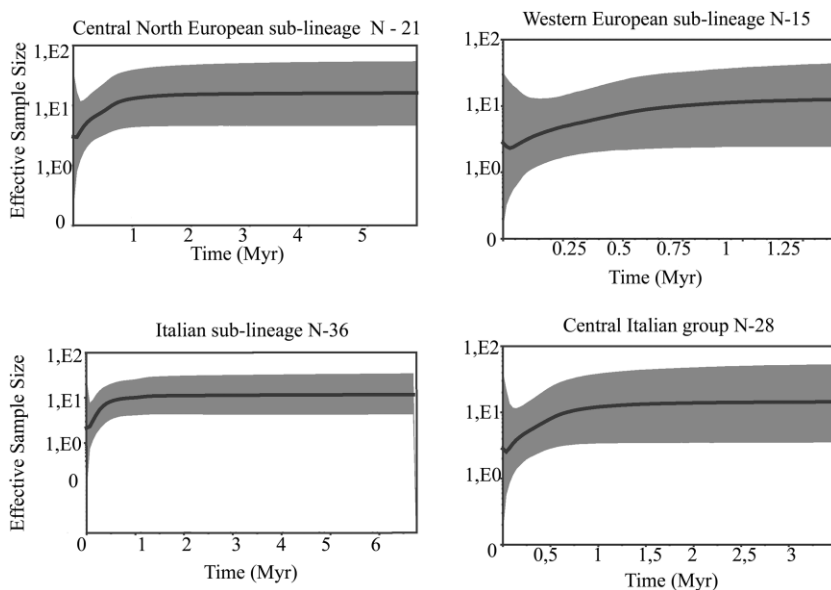 Central North European sub-lineage N - 21
Effective Sample Size
1,E2
1,E1
1,E0
0
1 2 3 4 5
Time (Myr)
Western European sub-lineage N-15
1,E2
1,E1
1,E0
0
0.25 0.5 0.75 1 1.25
Time (Myr)
Italian sub-lineage N-36
Effective Sample Size
1,E2
1,E1
1,E0
0
0 1 2 3 4 5 6
Time (Myr)
Central Italian group N-28
1,E2
1,E1
1,E0
0
0,5 1 1,5 2 2,5 3
Time (Myr)